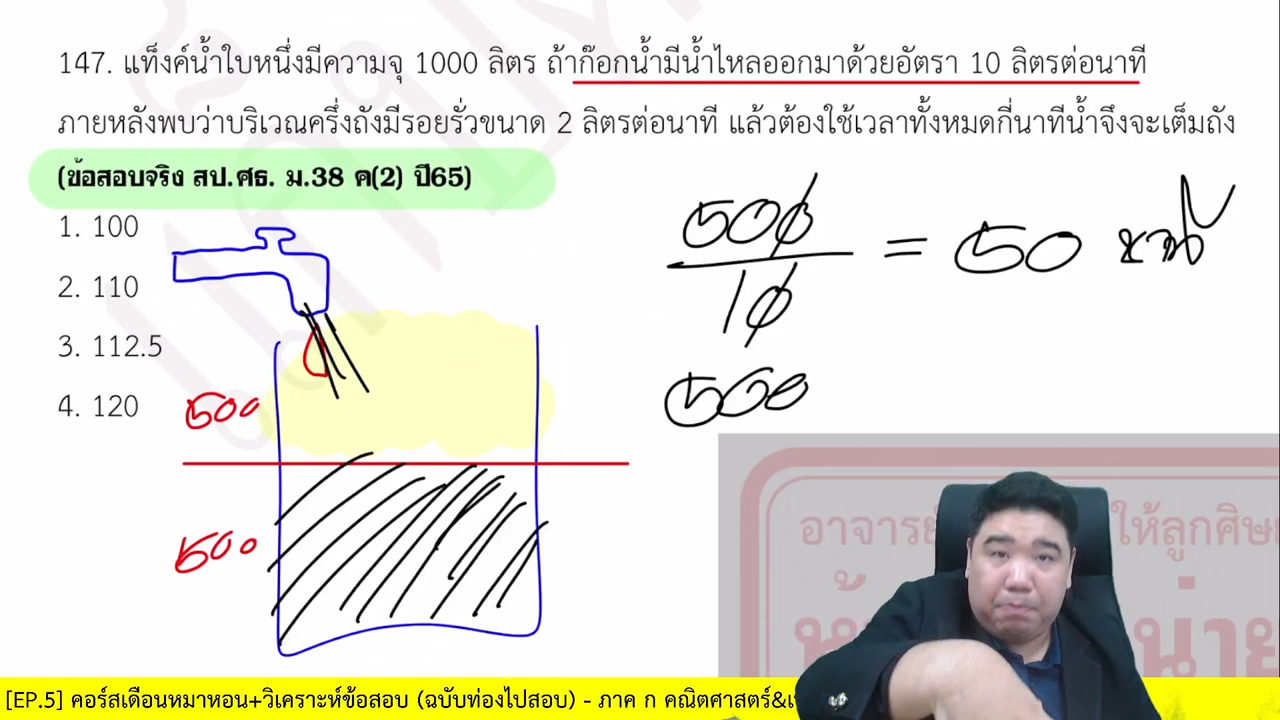 147. แท็งค์น้ำใบหนึ่งมีความจุ 1000 ลิตร ถ้าก๊อกน้ำมีน้ำไหลออกมาด้วยอัตรา 10 ลิตรต่อนาที
ภายหลังพบว่าบริเวณครึ่งถังมีรอยรั่วขนาด 2 ลิตรต่อนาที แล้วต้องใช้เวลาทั้งหมดกี่นาทีน้ำจึงจะเต็มถัง
(ข้อสอบจริง สป.ศธ. ม.38 ค(2) ปี65)
1. 100
2. 110
3. 112.5
4. 120
500
500
500
10
= 50
500
อาจารย์
ให้ลูกศิษ
[EP.5] คอร์สเดือนหมาหอน+วิเคราะห์ข้อสอบ (ฉบับท่องไปสอบ) - ภาค ก คณิตศาสตร์&